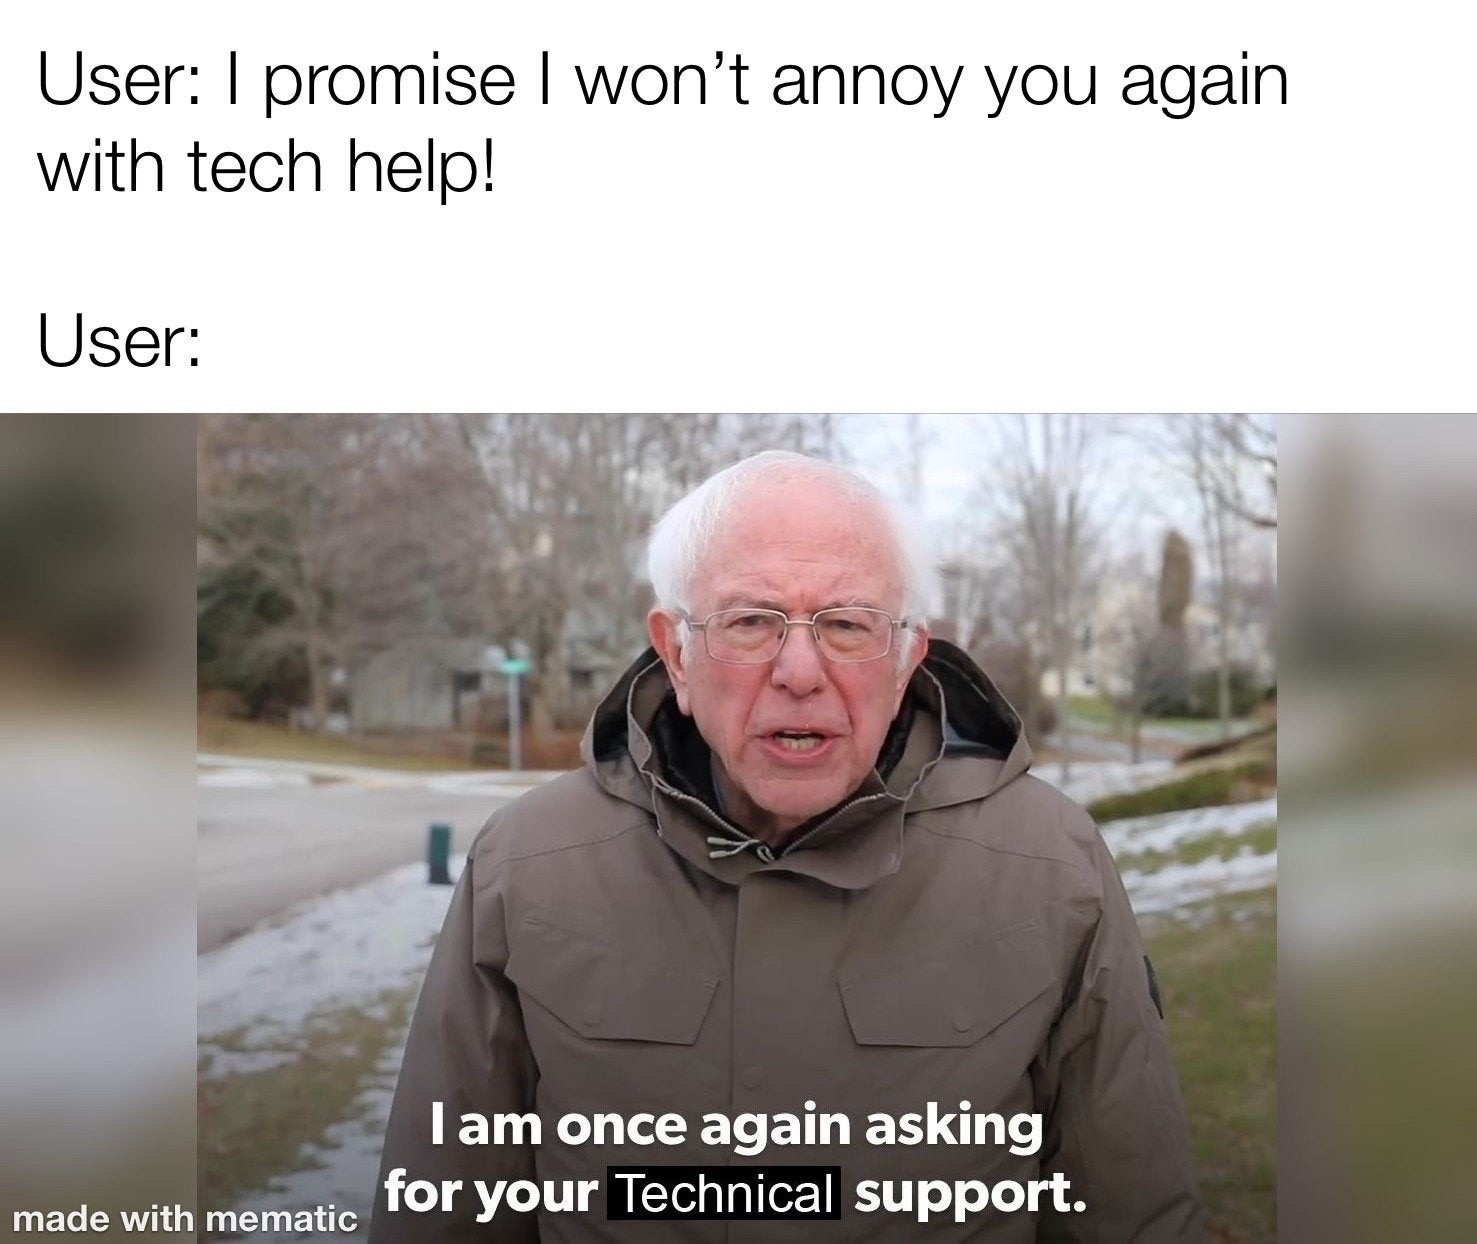 User: I promise I won’t annoy you again
with tech help!
User:
I am once again asking
for your Technical support.
made with mematic